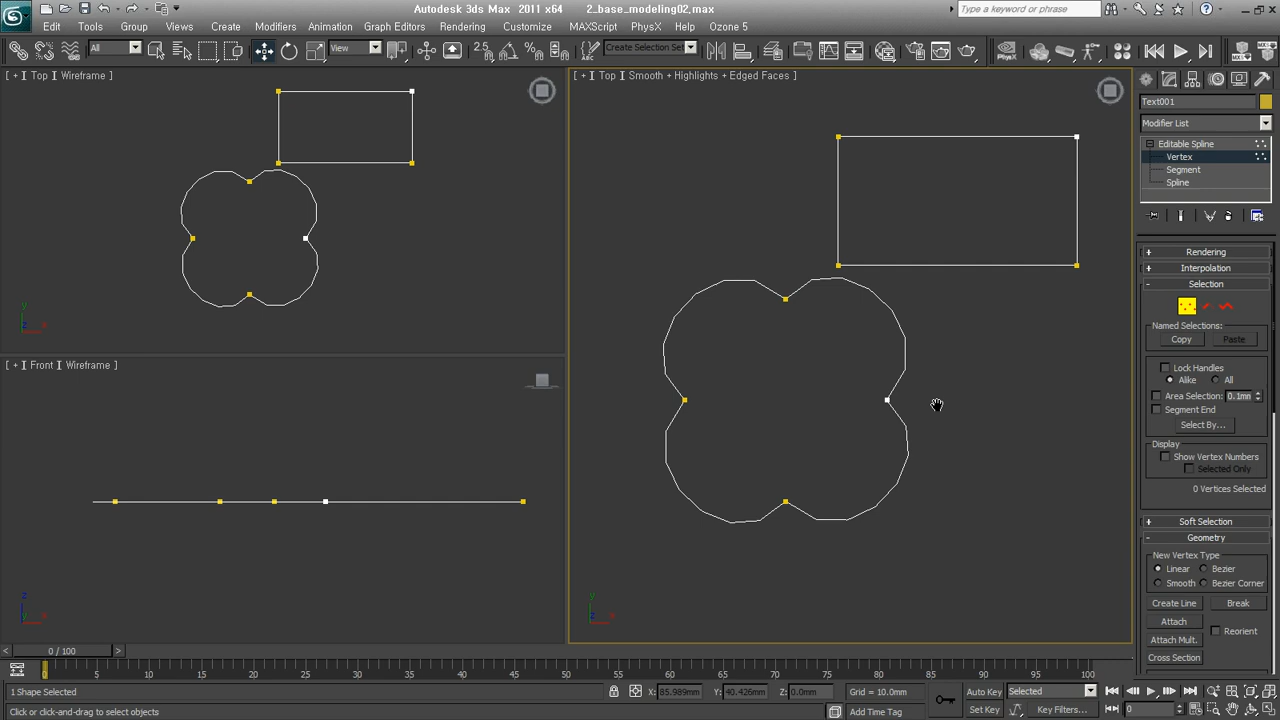 Autodesk 3ds Max 2011 x64 2_base_modeling02.max
Type a keyword or phrase
Edit Tools Group Views Create Modifiers Animation Graph Editors Rendering Customize MAXScript PhysX Ozone 5 Help
All
View
2.5
Create Selection Set
PhysX
[ + ] Top ] Wireframe ]
[ + ] Top ] Smooth + Highlights + Edged Faces ]
Text001
Modifier List
Editable Spline
Vertex
Segment
Spline
Rendering
Interpolation
Selection
Named Selections:
Copy Paste
Lock Handles
Alike All
Area Selection: 0.1mm
Segment End
Select By...
Display
Show Vertex Numbers
Selected Only
0 Vertices Selected
Soft Selection
Geometry
New Vertex Type
Linear Bezier
Smooth Bezier Corner
Create Line Break
Attach Reorient
Attach Mult.
Cross Section
y
z x
[ + ] Front ] Wireframe ]
z
y x
y
z x
0 / 100
0 5 10 15 20 25 30 35 40 45 50 55 60 65 70 75 80 85 90 95 100
1 Shape Selected X: 85.989mm Y: 40.426mm Z: 0.0mm Grid = 10.0mm Auto Key Selected
Click or click-and-drag to select objects Add Time Tag Set Key Key Filters... 0